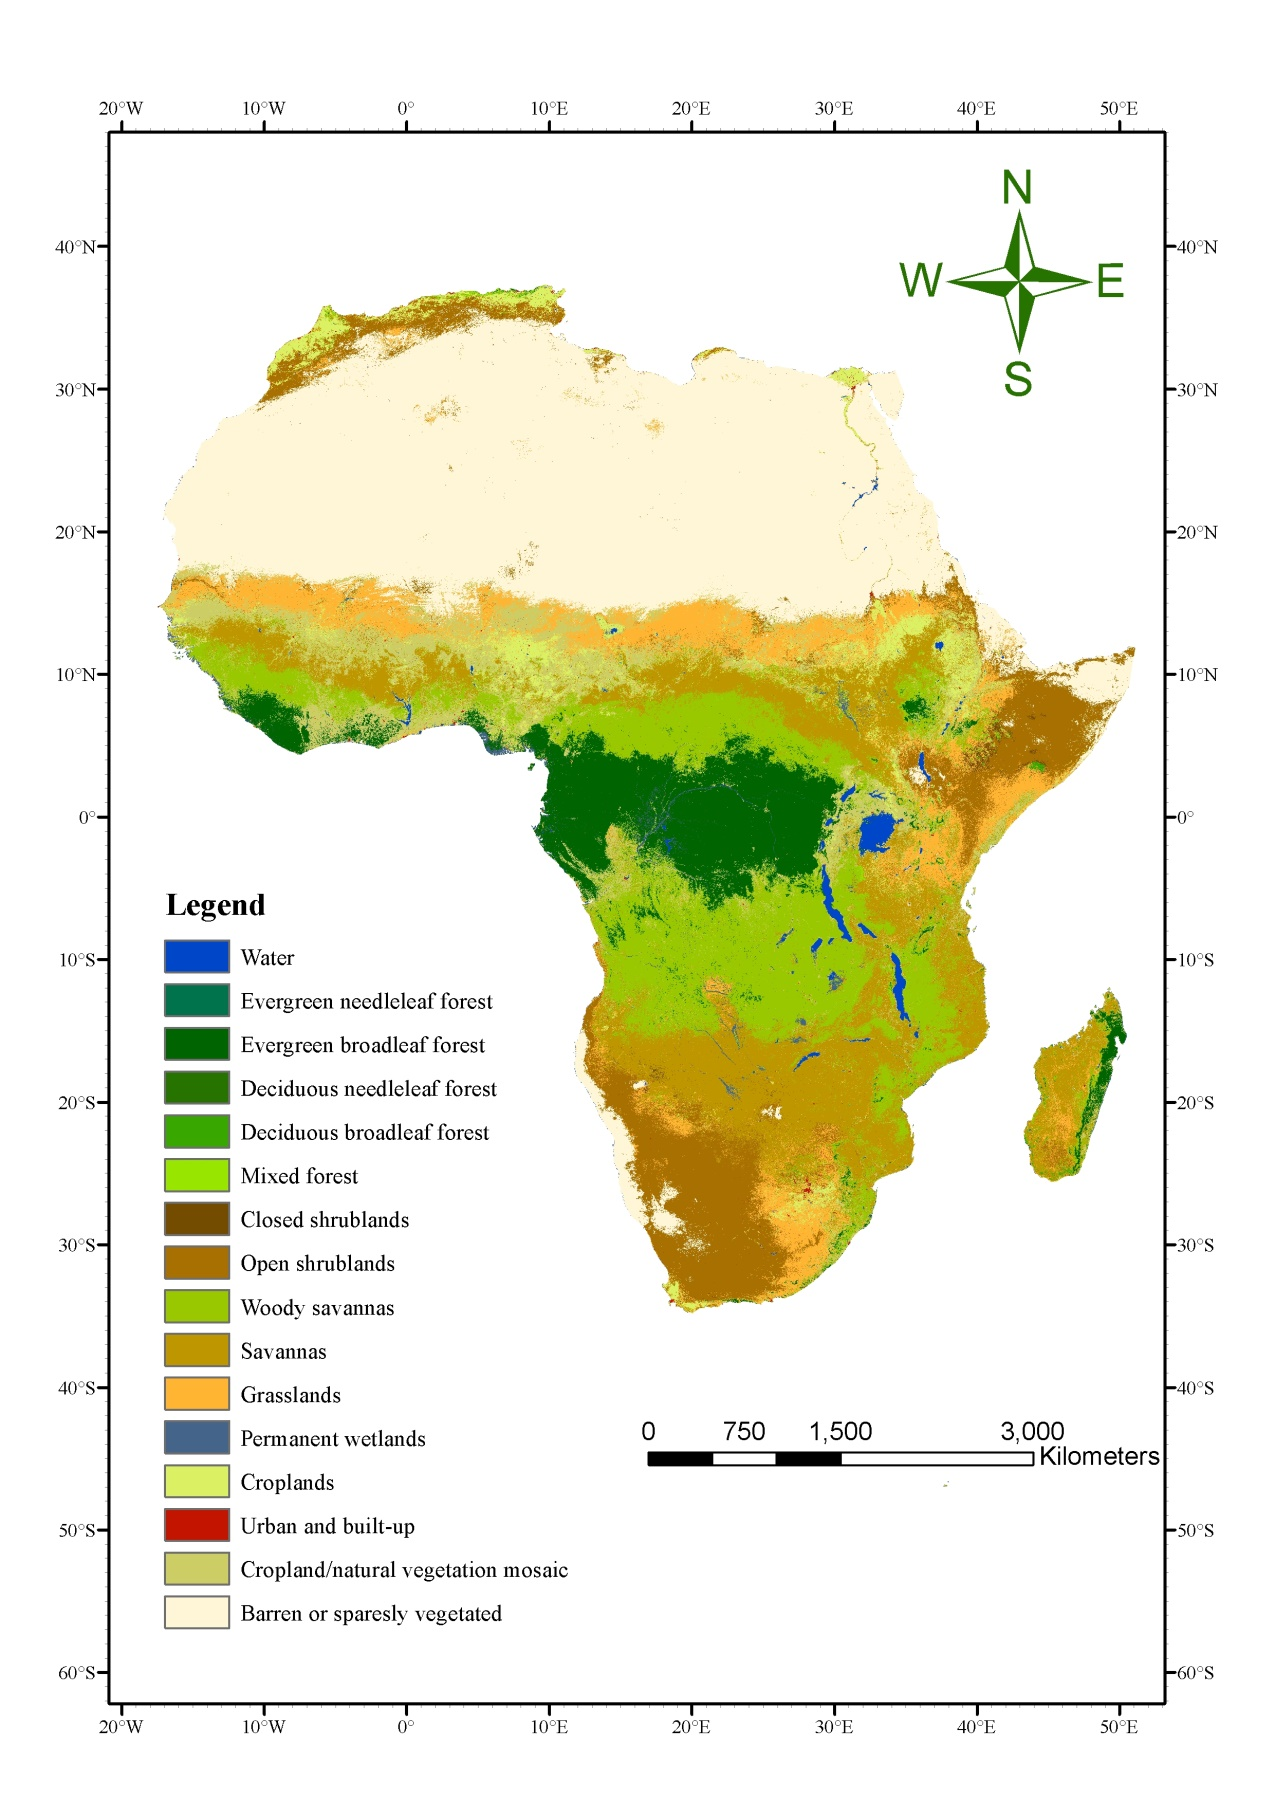 20°W 10°W 0° 10°E 20°E 30°E 40°E 50°E
N
W E
S
40°N 40°N
30°N 30°N
20°N 20°N
10°N 10°N
0° 0°
Legend
Water
10°S 10°S
Evergreen needleleaf forest
Evergreen broadleaf forest
Deciduous needleleaf forest
20°S 20°S
Deciduous broadleaf forest
Mixed forest
Closed shrublands
30°S 30°S
Open shrublands
Woody savannas
Savannas
40°S 40°S
Grasslands
0 750 1,500 3,000
Kilometers
Permanent wetlands
Croplands
50°S 50°S
Urban and built-up
Cropland/natural vegetation mosaic
Barren or sparesly vegetated
60°S 60°S
20°W 10°W 0° 10°E 20°E 30°E 40°E 50°E